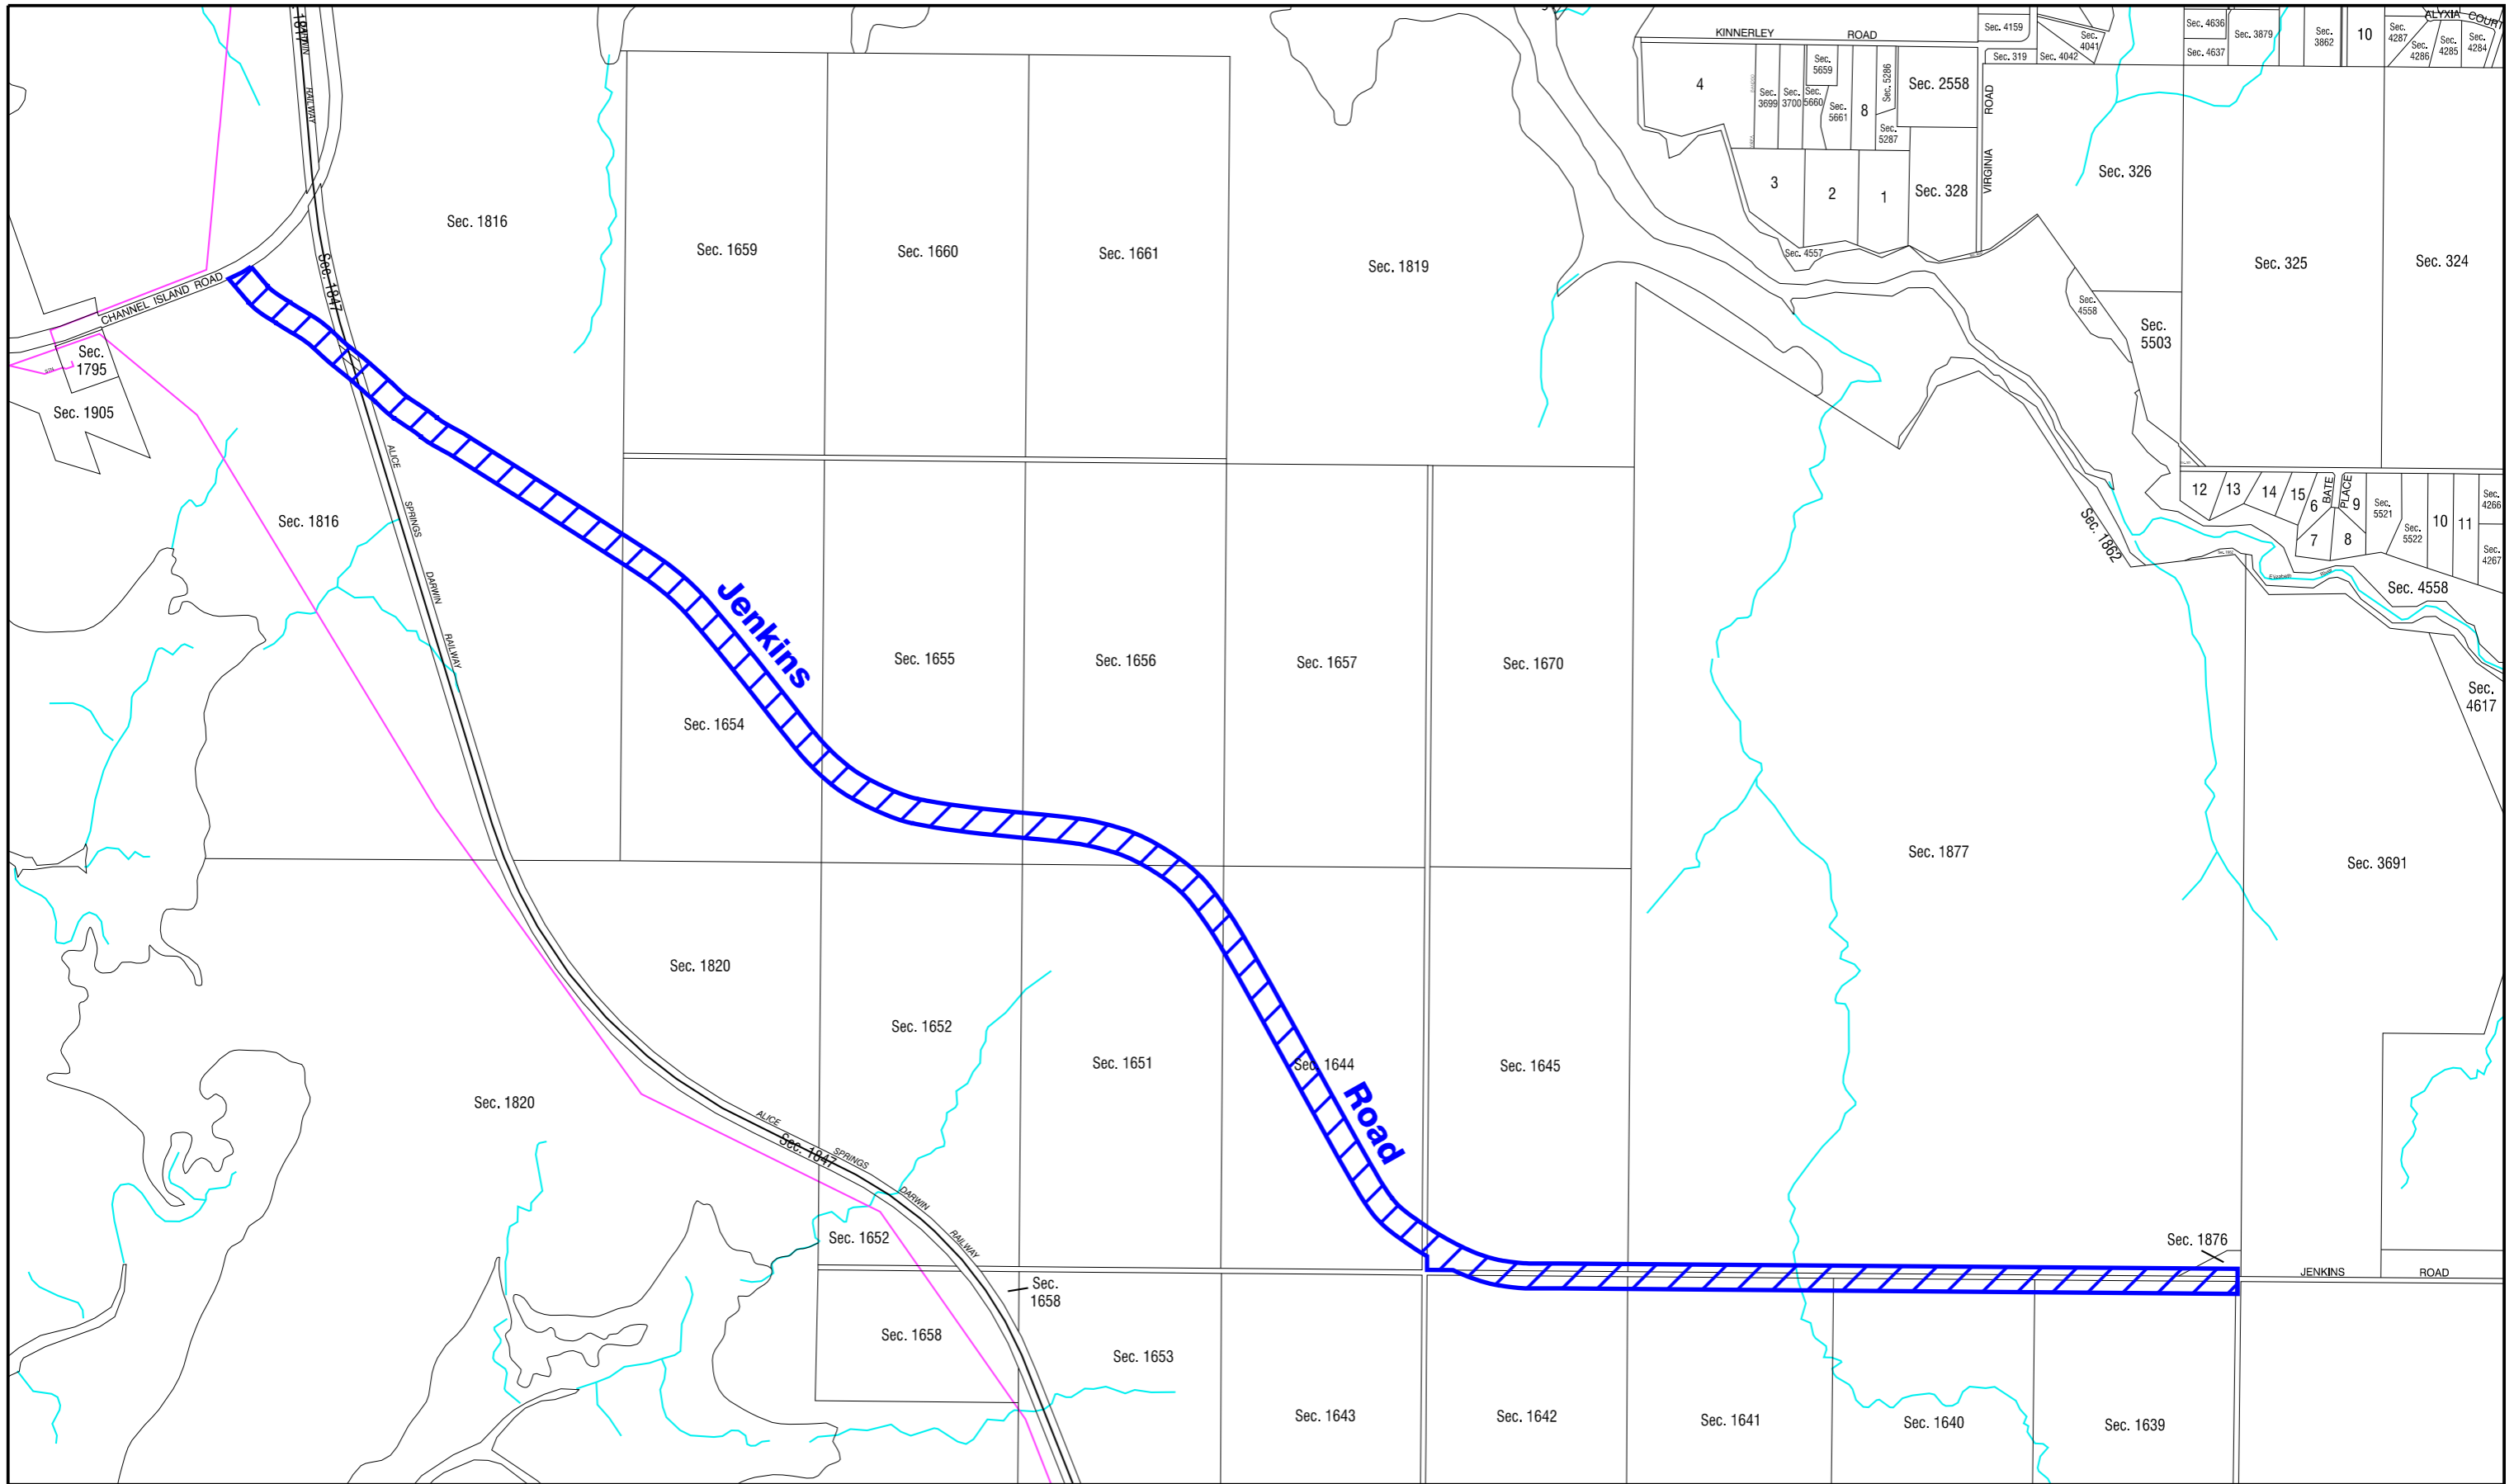 1817
DARWIN
RAILWAY
KINNERLEY ROAD
Sec. 4159
Sec.
4041
Sec. 319
Sec. 4042
Sec. 4636
Sec. 4637
Sec. 3879
Sec.
3862
10
Sec.
4287
Sec.
4286
Sec.
4285
Sec.
4284
ALYXIA COURT
4
Sec.
3699
Sec.
3700
Sec.
5659
Sec.
5660
Sec.
5661
8
Sec. 5286
Sec.
5287
Sec. 2558
VIRGINIA ROAD
3
2
1
Sec. 328
Sec. 326
Sec. 4557
Sec. 325
Sec. 324
Sec. 1816
Sec. 1659
Sec. 1660
Sec. 1661
Sec. 1819
CHANNEL ISLAND ROAD
Sec. 1847
Sec.
4558
Sec.
5503
Sec.
1795
Sec. 1905
ALICE
SPRINGS
DARWIN
RAILWAY
Sec. 1816
12
13
14
15
6
BATE
PLACE
9
7
8
Sec.
5521
Sec.
5522
10
11
Sec.
4266
Sec.
4267
Sec. 1862
Elizabeth River
Sec. 4558
Jenkins
Sec. 1655
Sec. 1656
Sec. 1657
Sec. 1670
Sec. 1654
Sec.
4617
Sec. 1877
Sec. 3691
Sec. 1820
Sec. 1652
Sec. 1651
Sec. 1644
Sec. 1645
Road
Sec. 1820
ALICE
SPRINGS
Sec. 1847
DARWIN
RAILWAY
Sec. 1652
Sec. 1876
JENKINS ROAD
Sec.
1658
Sec. 1658
Sec. 1653
Sec. 1643
Sec. 1642
Sec. 1641
Sec. 1640
Sec. 1639